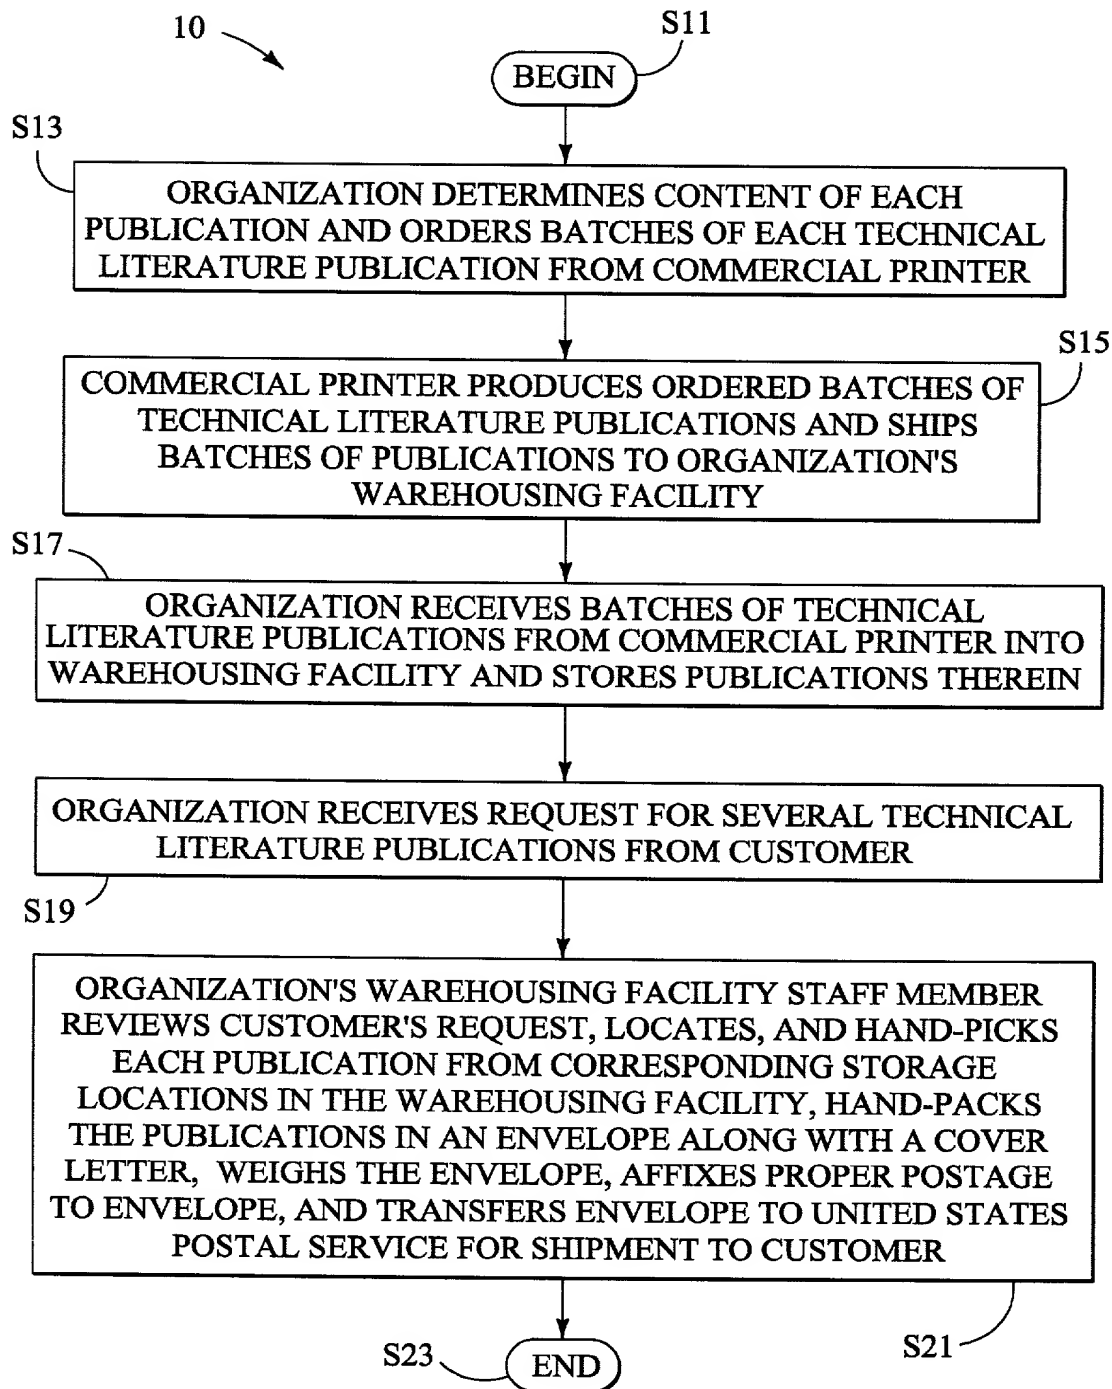 10
S11
BEGIN
S13
ORGANIZATION DETERMINES CONTENT OF EACH
PUBLICATION AND ORDERS BATCHES OF EACH TECHNICAL
LITERATURE PUBLICATION FROM COMMERCIAL PRINTER
S15
COMMERCIAL PRINTER PRODUCES ORDERED BATCHES OF
TECHNICAL LITERATURE PUBLICATIONS AND SHIPS
BATCHES OF PUBLICATIONS TO ORGANIZATION'S
WAREHOUSING FACILITY
S17
ORGANIZATION RECEIVES BATCHES OF TECHNICAL
LITERATURE PUBLICATIONS FROM COMMERCIAL PRINTER INTO
WAREHOUSING FACILITY AND STORES PUBLICATIONS THEREIN
ORGANIZATION RECEIVES REQUEST FOR SEVERAL TECHNICAL
LITERATURE PUBLICATIONS FROM CUSTOMER
S19
ORGANIZATION'S WAREHOUSING FACILITY STAFF MEMBER
REVIEWS CUSTOMER'S REQUEST, LOCATES, AND HAND-PICKS
EACH PUBLICATION FROM CORRESPONDING STORAGE
LOCATIONS IN THE WAREHOUSING FACILITY, HAND-PACKS
THE PUBLICATIONS IN AN ENVELOPE ALONG WITH A COVER
LETTER, WEIGHS THE ENVELOPE, AFFIXES PROPER POSTAGE
TO ENVELOPE, AND TRANSFERS ENVELOPE TO UNITED STATES
POSTAL SERVICE FOR SHIPMENT TO CUSTOMER
S21
S23
END